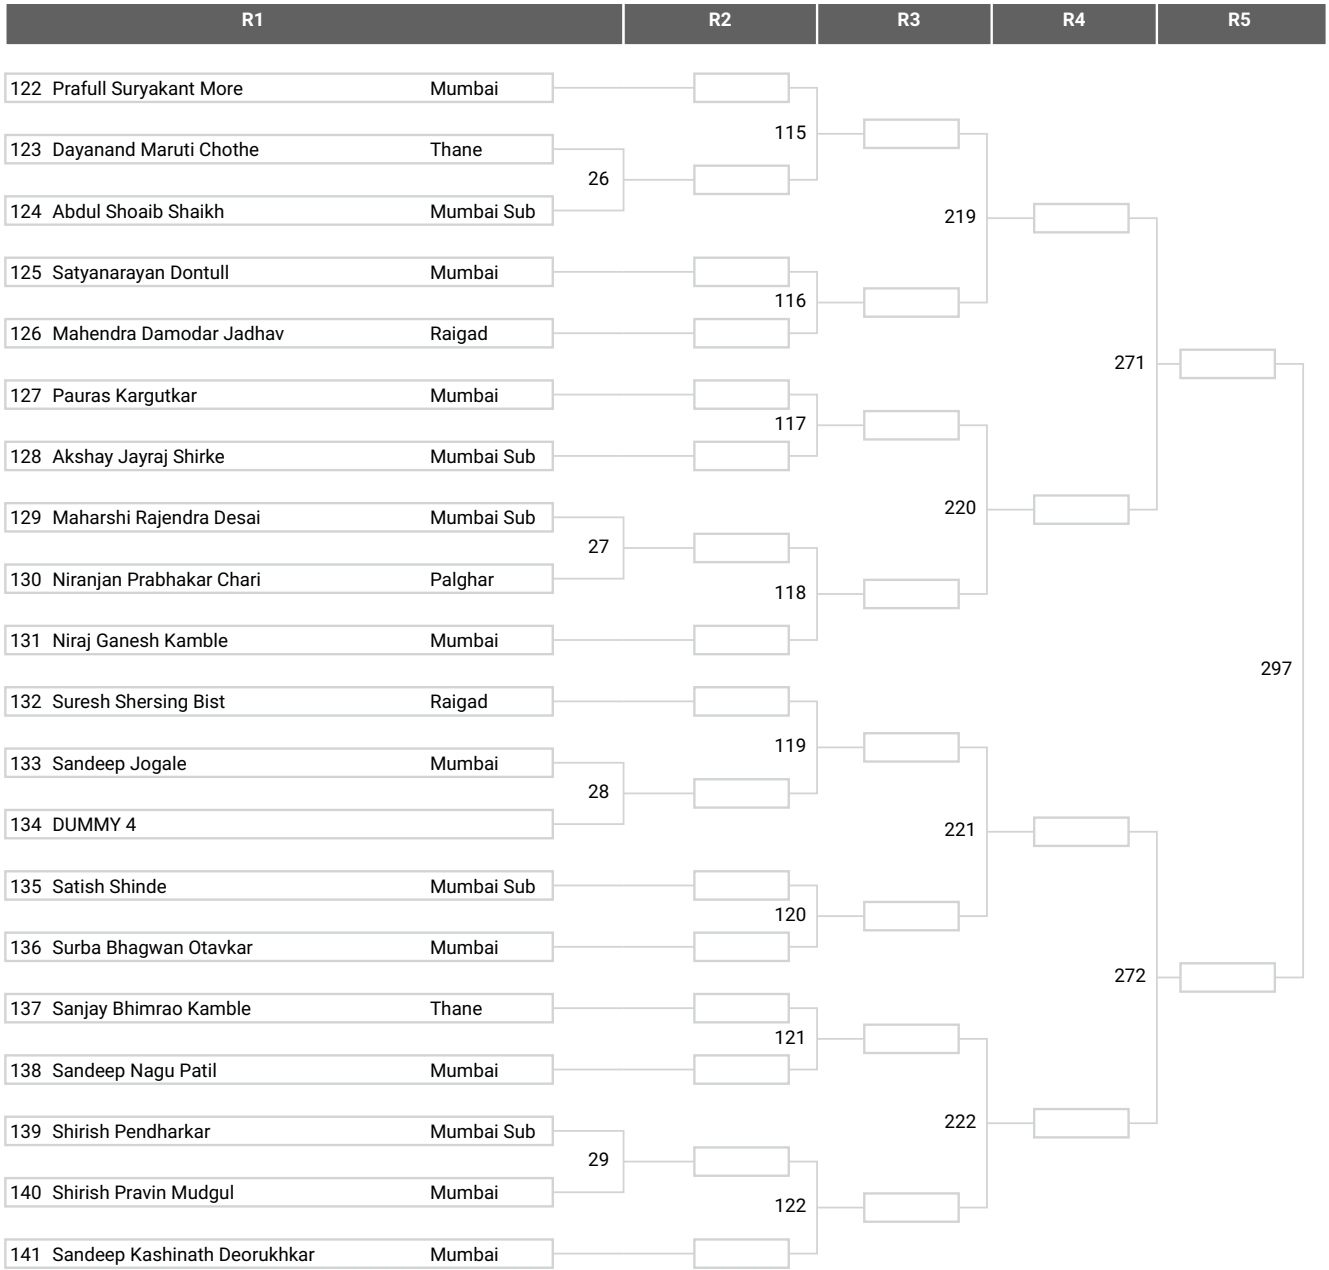 R1 R2 R3 R4 R5
122 Prafull Suryakant More Mumbai
115
123 Dayanand Maruti Chothe Thane
26
124 Abdul Shoaib Shaikh Mumbai Sub
219
125 Satyanarayan Dontull Mumbai
116
126 Mahendra Damodar Jadhav Raigad
271
127 Pauras Kargutkar Mumbai
117
128 Akshay Jayraj Shirke Mumbai Sub
220
129 Maharshi Rajendra Desai Mumbai Sub
27
130 Niranjan Prabhakar Chari Palghar
118
131 Niraj Ganesh Kamble Mumbai
297
132 Suresh Shersing Bist Raigad
119
133 Sandeep Jogale Mumbai
28
134 DUMMY 4
221
135 Satish Shinde Mumbai Sub
120
136 Surba Bhagwan Otavkar Mumbai
272
137 Sanjay Bhimrao Kamble Thane
121
138 Sandeep Nagu Patil Mumbai
222
139 Shirish Pendharkar Mumbai Sub
29
140 Shirish Pravin Mudgul Mumbai
122
141 Sandeep Kashinath Deorukhkar Mumbai